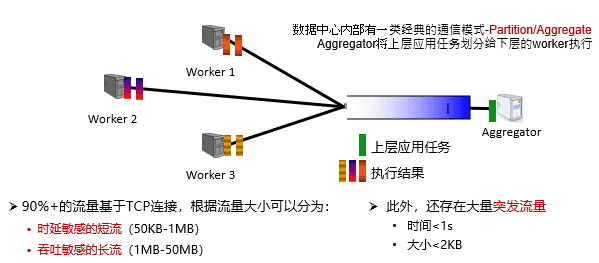 数据中心内部有一类经典的通信模式-Partition/Aggregate
Aggregator将上层应用任务划分给下层的worker执行
Worker 1
Worker 2
Worker 3
Aggregator
上层应用任务
执行结果
➢ 90%+的流量基于TCP连接，根据流量大小可以分为：
• 时延敏感的短流（50KB-1MB）
• 吞吐敏感的长流（1MB-50MB）
➢ 此外，还存在大量突发流量
• 时间<1s
• 大小<2KB